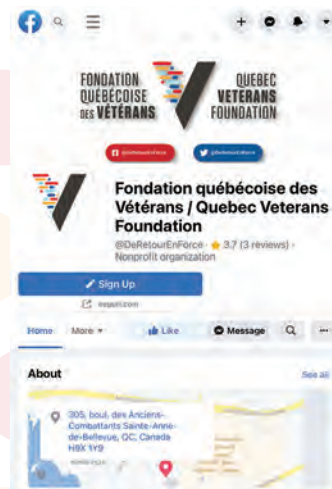 FONDATION
QUÉBÉCOISE
DES VÉTÉRANS
QUEBEC
VETERANS
FOUNDATION
@DeRetourEnForce
@DeRetourEnForce
Fondation québécoise des
Vétérans / Quebec Veterans
Foundation
@DeRetourEnForce · 3.7 (3 reviews) ·
Nonprofit organization
Sign Up
Home More Like Message
About See all
305, boul. des Anciens-
Combattants Sainte-Anne-
de-Bellevue, QC, Canada
H9X 1Y9